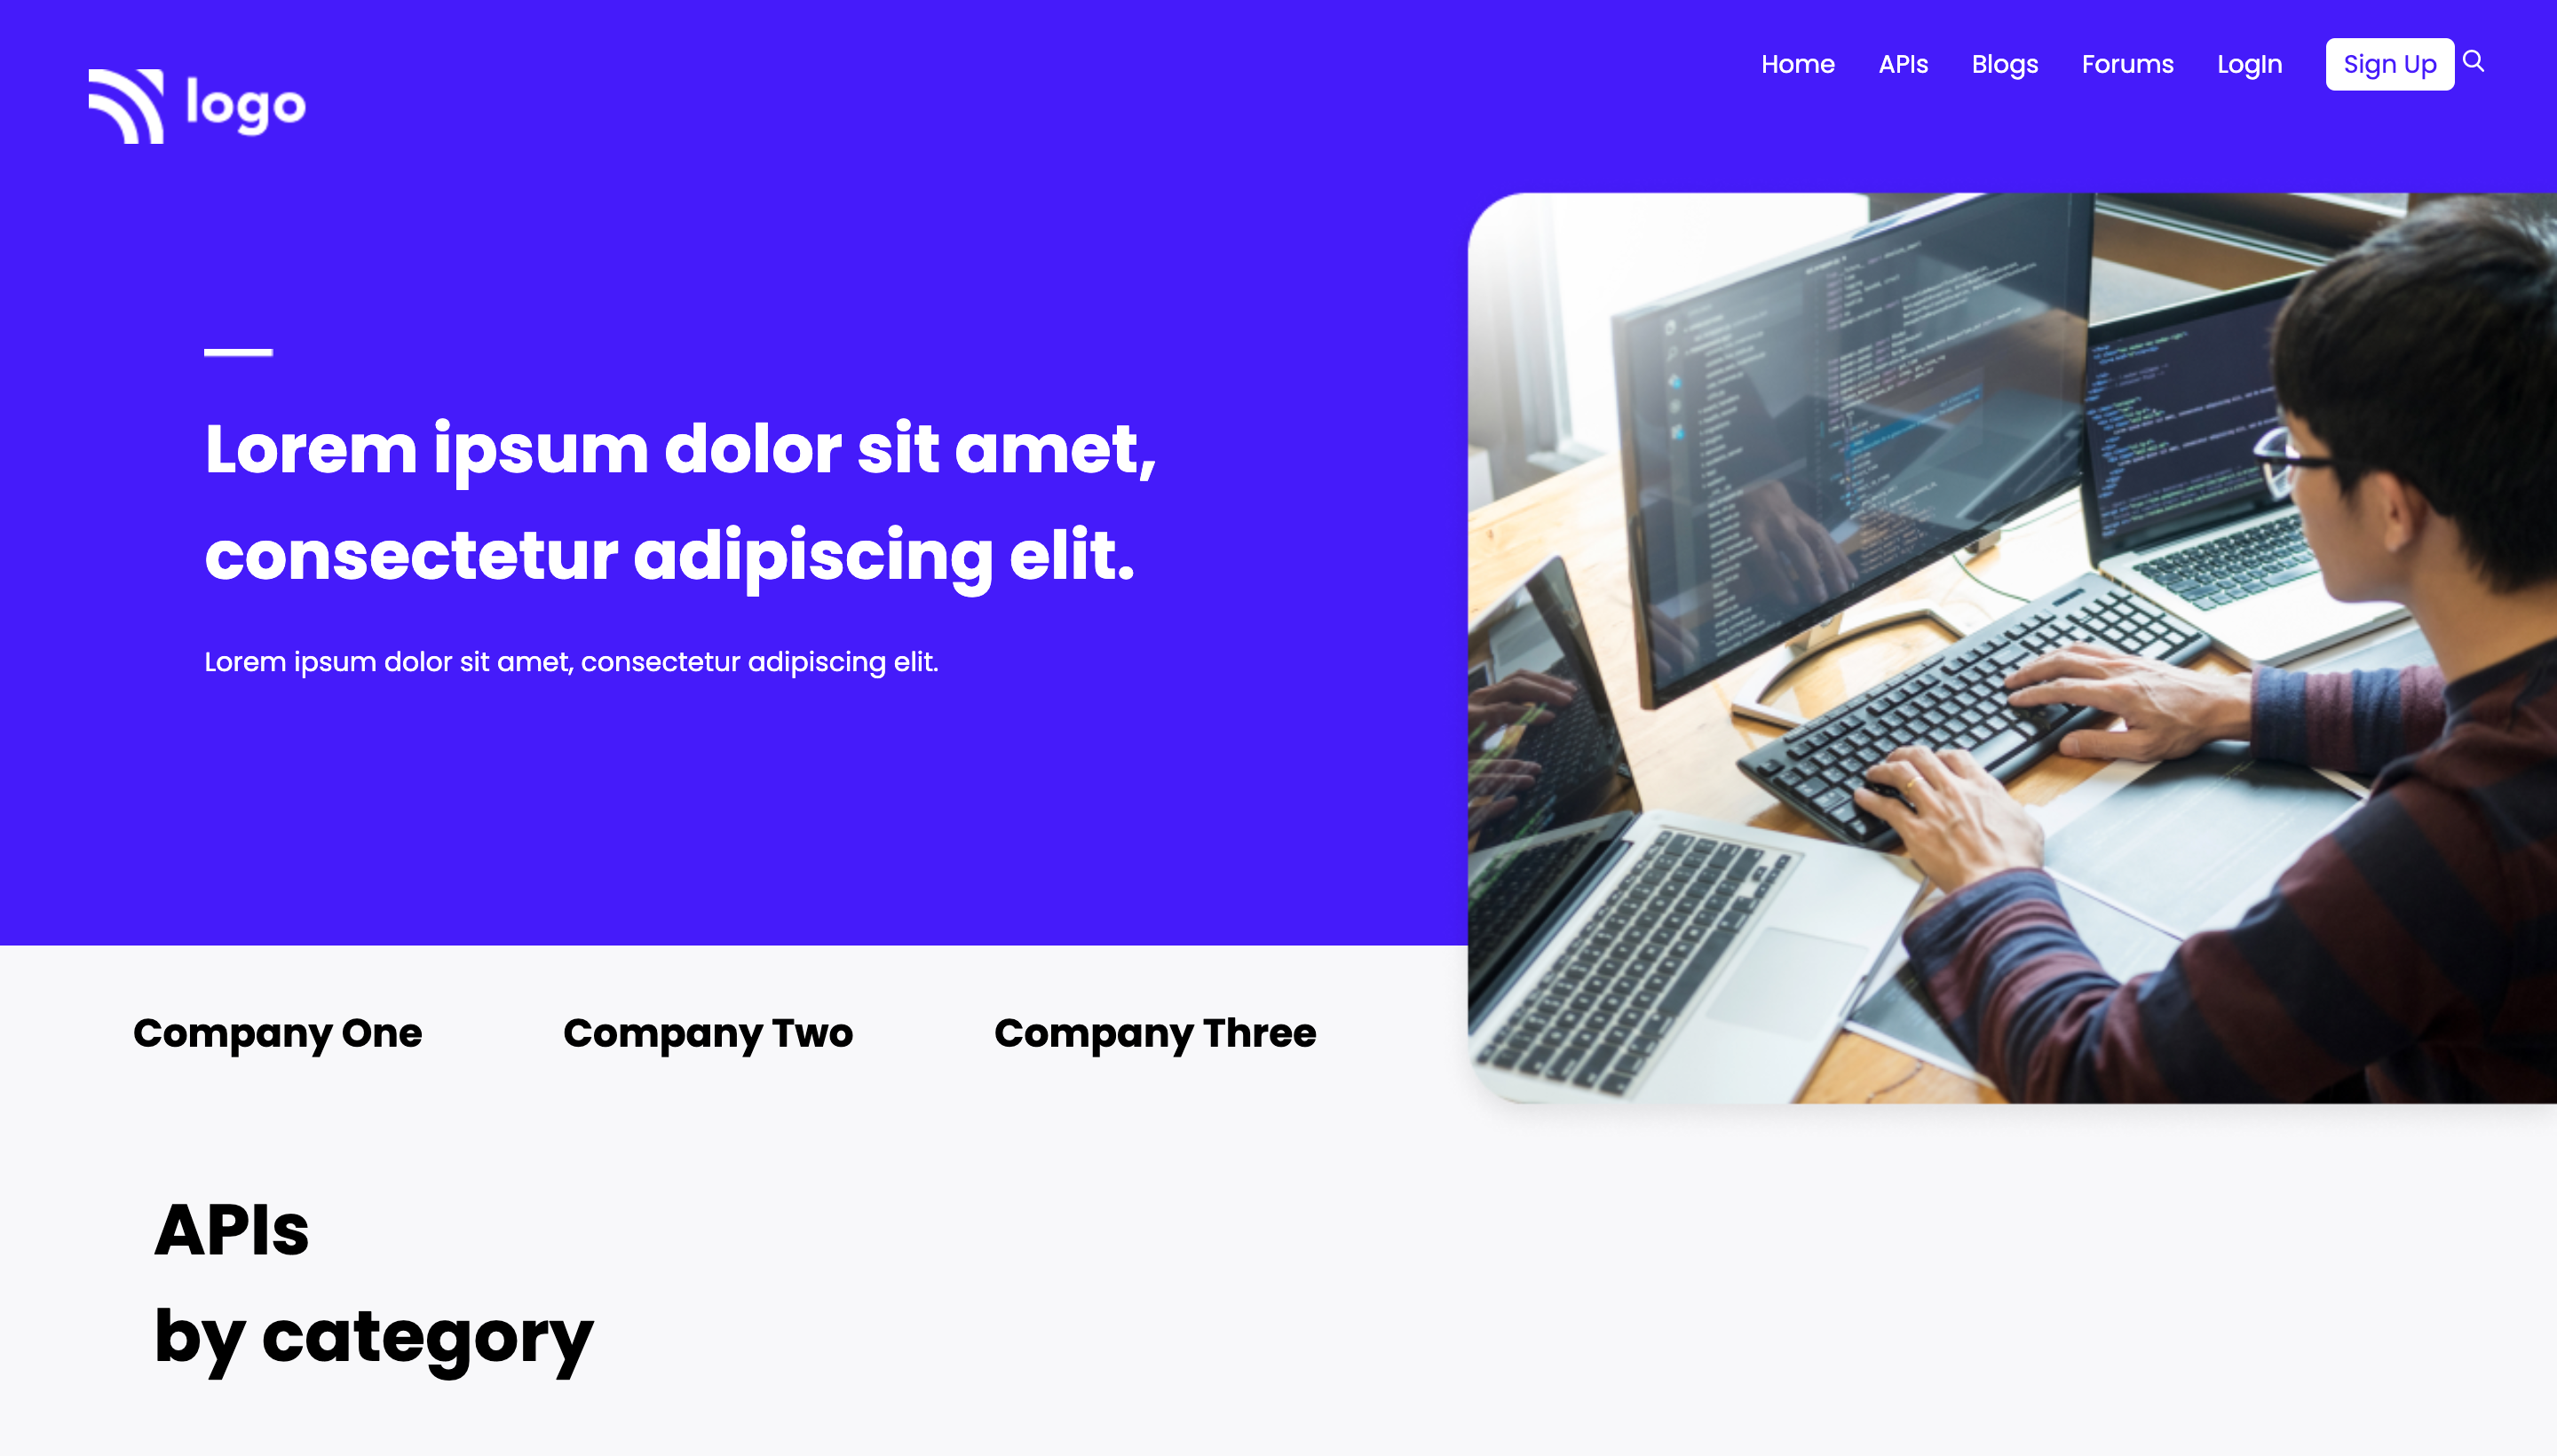 logo
Home APIs Blogs Forums LogIn Sign Up
Lorem ipsum dolor sit amet,
consectetur adipiscing elit.
Lorem ipsum dolor sit amet, consectetur adipiscing elit.
Company One Company Two Company Three
APIs
by category